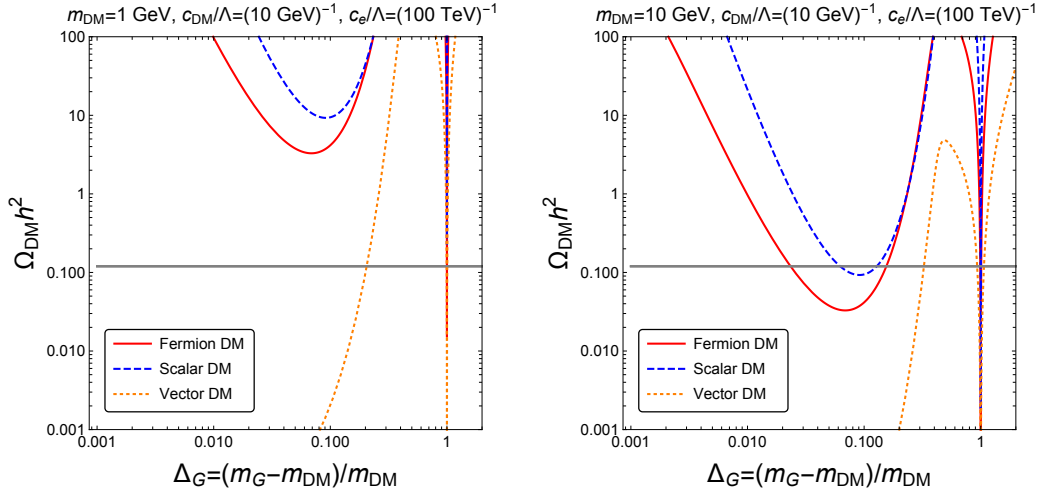 m_DM=1 GeV, c_DM/Λ=(10 GeV)⁻¹, c_e/Λ=(100 TeV)⁻¹
100
10
1
0.100
0.010
0.001
Ω_DM h²
Fermion DM
Scalar DM
Vector DM
0.001
0.010
0.100
1
Δ_G=(m_G−m_DM)/m_DM
m_DM=10 GeV, c_DM/Λ=(10 GeV)⁻¹, c_e/Λ=(100 TeV)⁻¹
100
10
1
0.100
0.010
0.001
Ω_DM h²
Fermion DM
Scalar DM
Vector DM
0.001
0.010
0.100
1
Δ_G=(m_G−m_DM)/m_DM